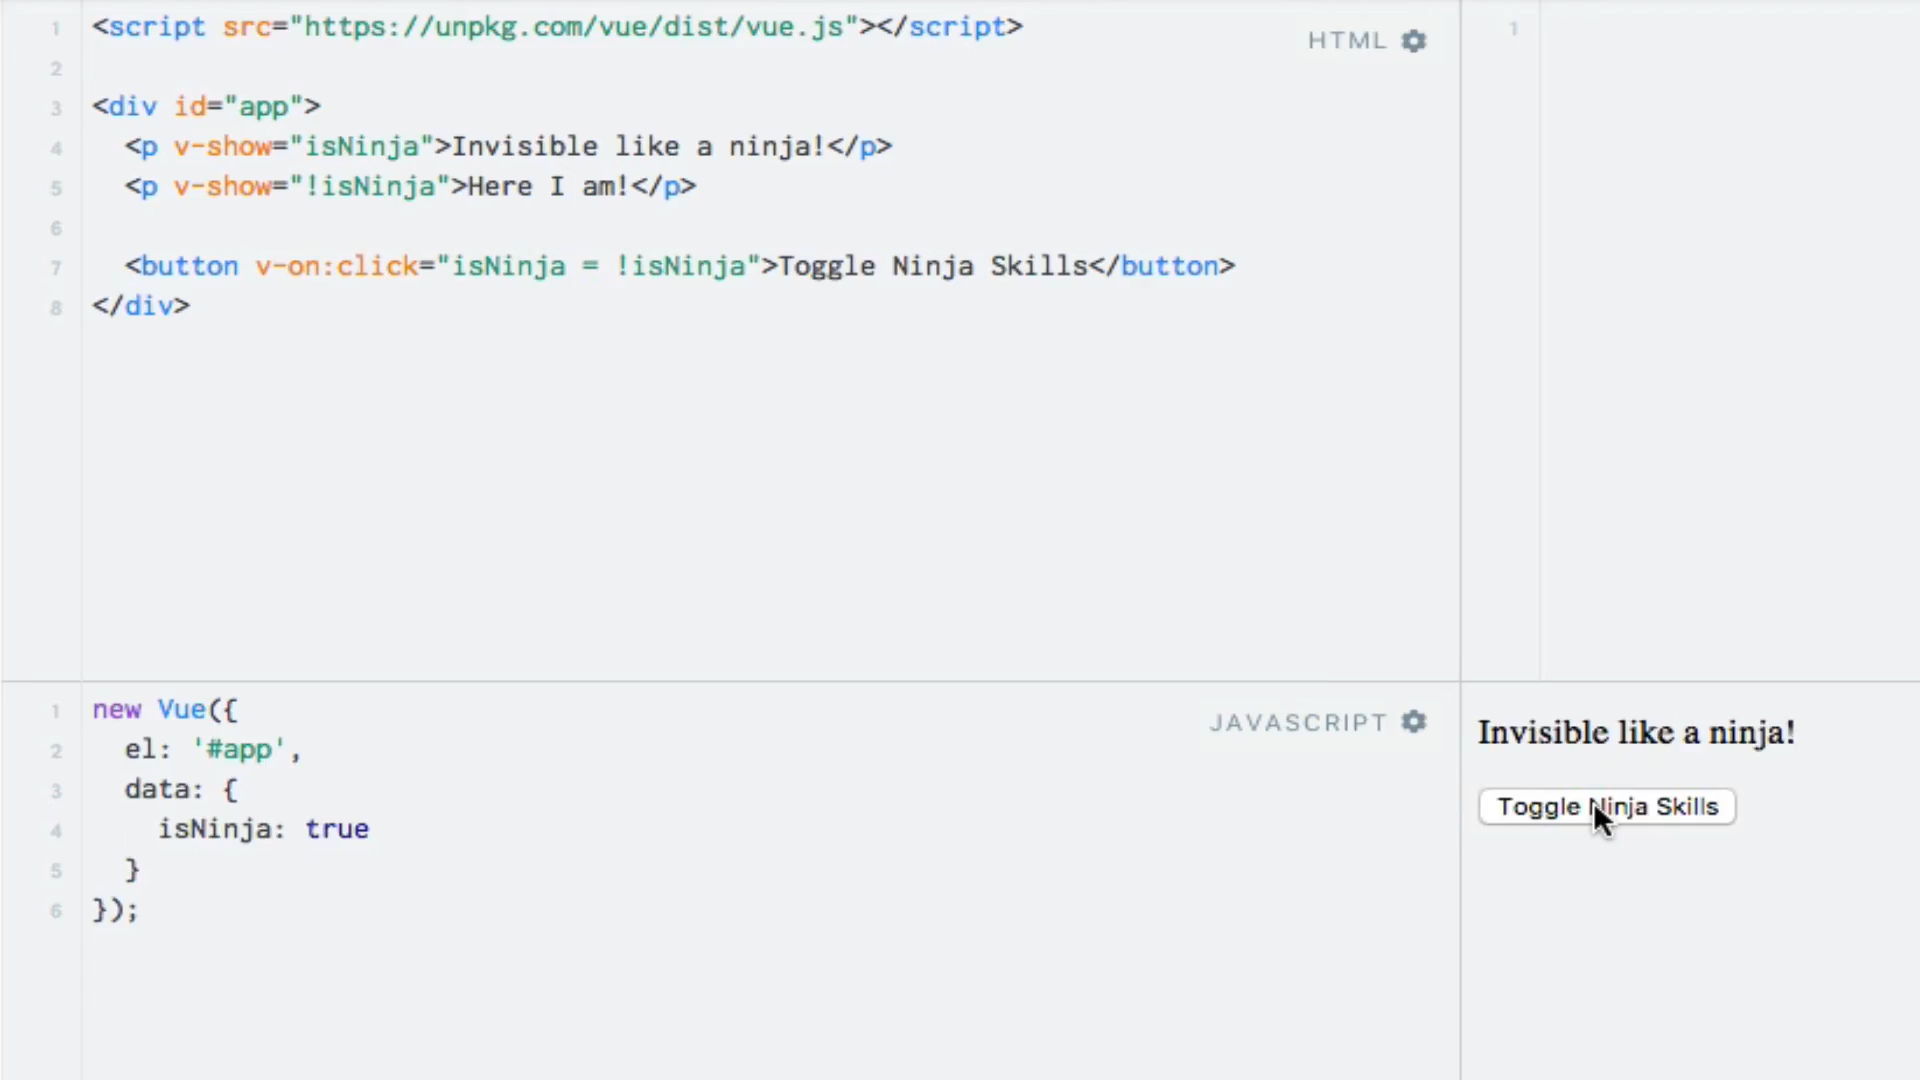 1 <script src="https://unpkg.com/vue/dist/vue.js"></script>
HTML
2
3 <div id="app">
4   <p v-show="isNinja">Invisible like a ninja!</p>
5   <p v-show="!isNinja">Here I am!</p>
6
7   <button v-on:click="isNinja = !isNinja">Toggle Ninja Skills</button>
8 </div>
1
1 new Vue({
JAVASCRIPT
2   el: '#app',
3   data: {
4     isNinja: true
5   }
6 });
Invisible like a ninja!
Toggle Ninja Skills